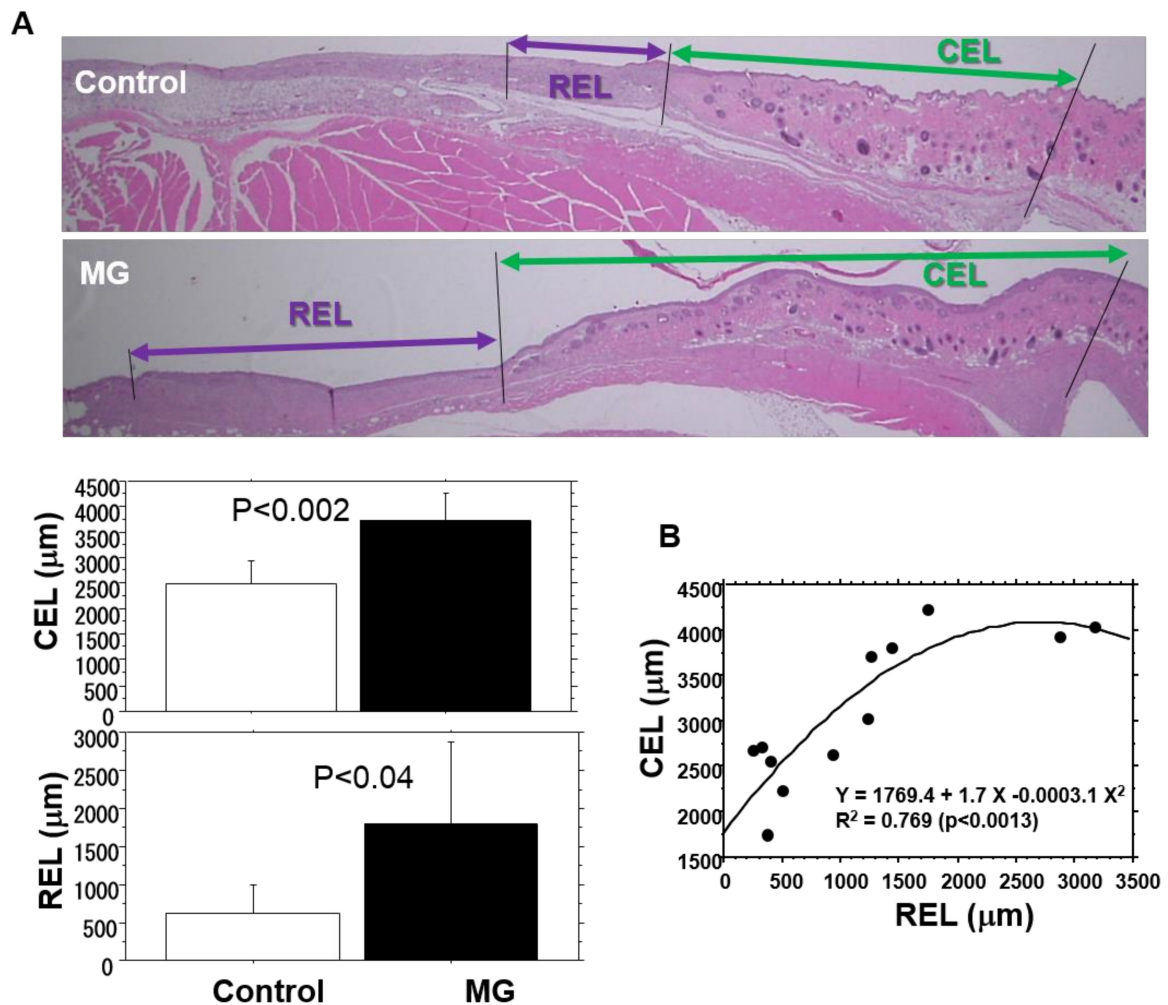 A
Control
REL
CEL
MG
REL
CEL
CEL (μm)
4500
4000
3500
3000
2500
2000
1500
1000
500
0
P<0.002
REL (μm)
3000
2500
2000
1500
1000
500
0
P<0.04
Control MG
B
CEL (μm)
4500
4000
3500
3000
2500
2000
1500
Y = 1769.4 + 1.7 X -0.0003.1 X²
R² = 0.769 (p<0.0013)
0 500 1000 1500 2000 2500 3000 3500
REL (μm)